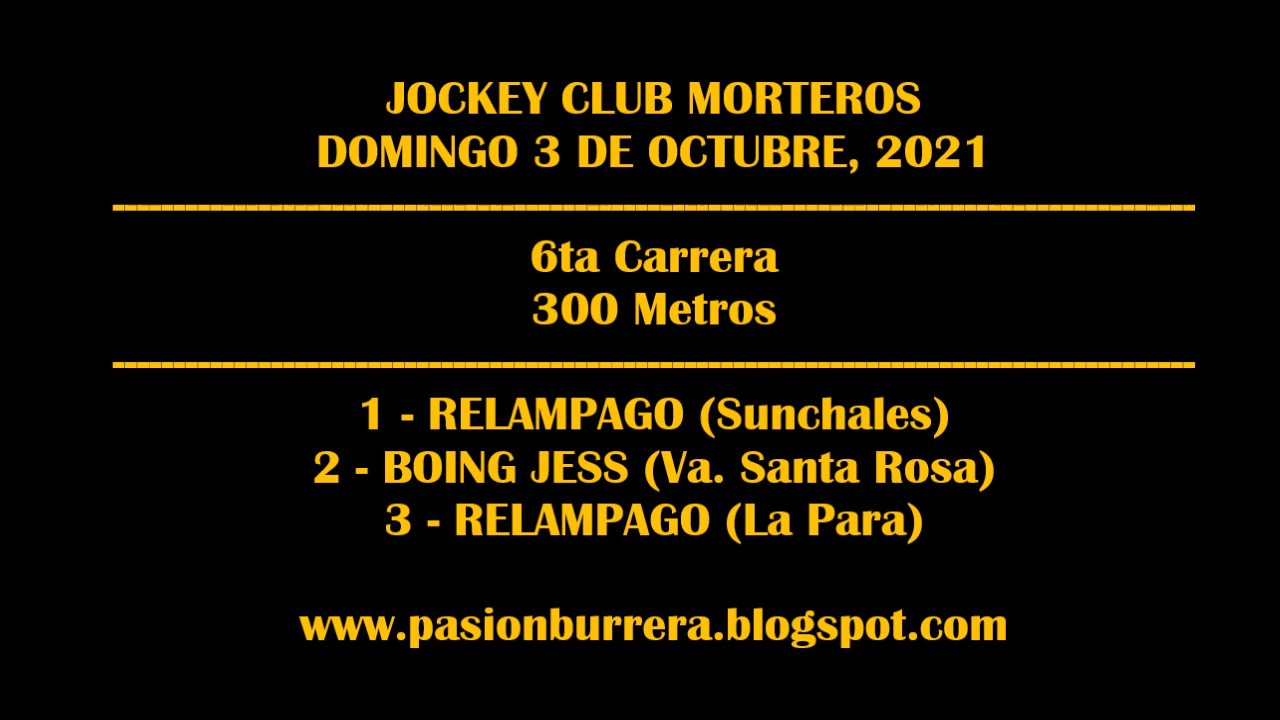 JOCKEY CLUB MORTEROS
DOMINGO 3 DE OCTUBRE, 2021
6ta Carrera
300 Metros
1 - RELAMPAGO (Sunchales)
2 - BOING JESS (Va. Santa Rosa)
3 - RELAMPAGO (La Para)
www.pasionburrera.blogspot.com